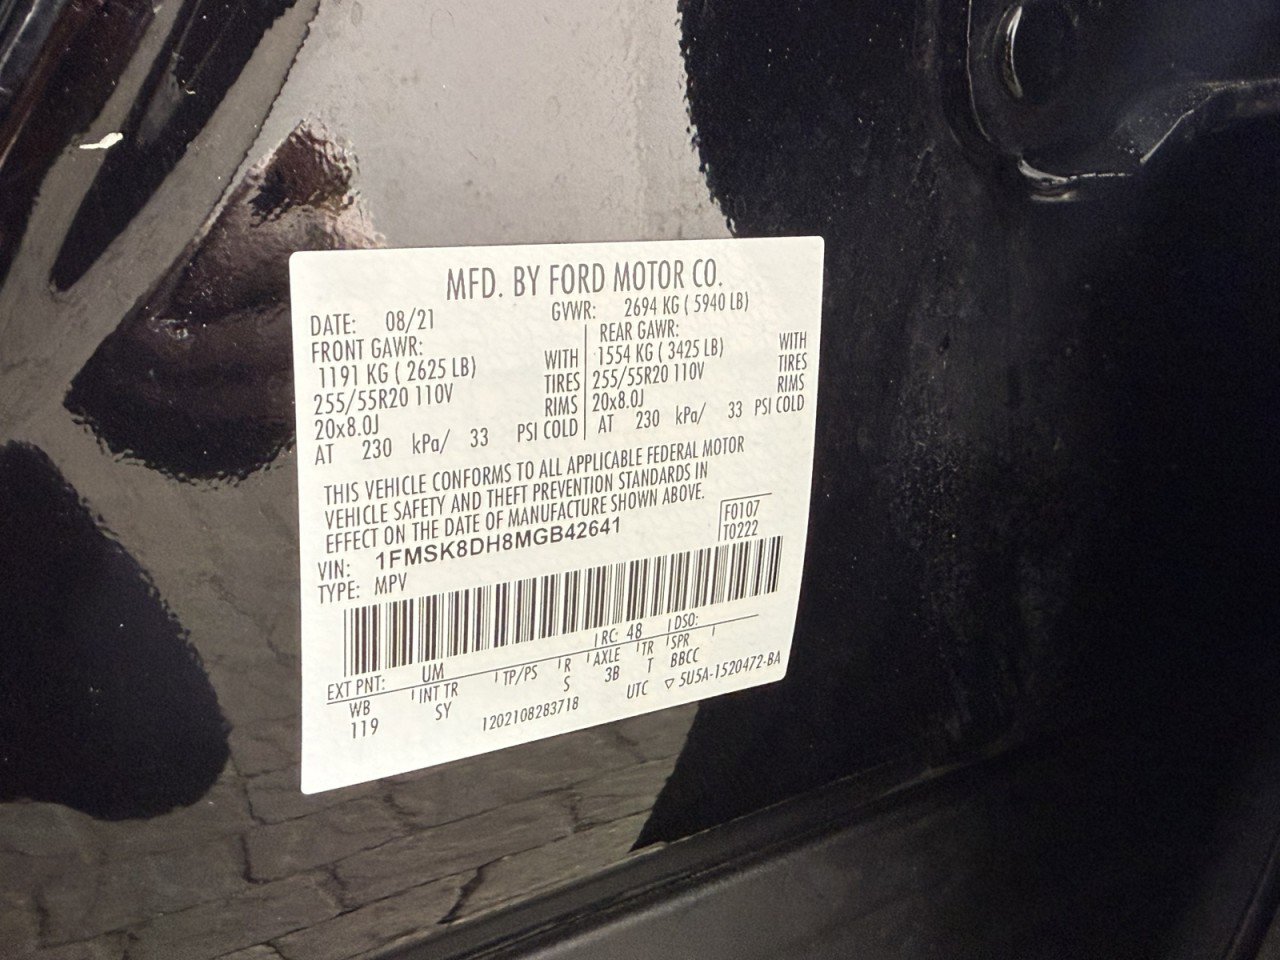 MFD. BY FORD MOTOR CO.
DATE: 08/21 GVWR: 2694 KG ( 5940 LB)
FRONT GAWR: REAR GAWR:
1191 KG ( 2625 LB) WITH 1554 KG ( 3425 LB) WITH
255/55R20 110V TIRES 255/55R20 110V TIRES
20x8.0J RIMS 20x8.0J RIMS
AT 230 kPa/ 33 PSI COLD AT 230 kPa/ 33 PSI COLD
THIS VEHICLE CONFORMS TO ALL APPLICABLE FEDERAL MOTOR
VEHICLE SAFETY AND THEFT PREVENTION STANDARDS IN
EFFECT ON THE DATE OF MANUFACTURE SHOWN ABOVE.
F0107
T0222
VIN: 1FMSK8DH8MGB42641
TYPE: MPV
EXT PNT: UM RC: 48 DSO:
WB INT TR TP/PS R AXLE TR SPR
119 SY S 3B T BBCC
1202108283718 UTC ▽ 5U5A-1520472-BA